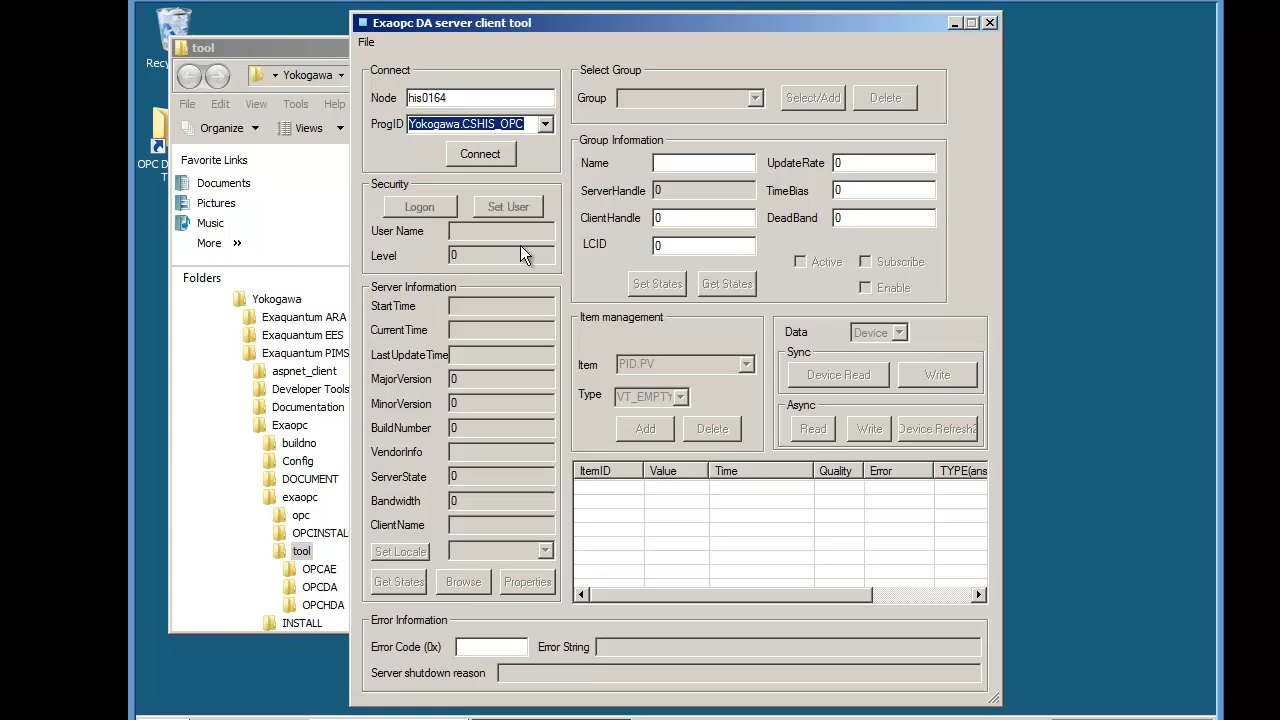 Recy
OPC D
T
tool
Yokogawa
File Edit View Tools Help
Organize Views
Favorite Links
Documents
Pictures
Music
More »
Folders
Yokogawa
Exaquantum ARA
Exaquantum EES
Exaquantum PIMS
aspnet_client
Developer Tools
Documentation
Exaopc
buildno
Config
DOCUMENT
exaopc
opc
OPCINSTAL
tool
OPCAE
OPCDA
OPCHDA
INSTALL
Exaopc DA server client tool
File
Connect
Node his0164
ProgID Yokogawa.CSHIS_OPC
Connect
Security
Logon Set User
User Name
Level 0
Server Information
StartTime
CurrentTime
LastUpdateTime
MajorVersion 0
MinorVersion 0
BuildNumber 0
VendorInfo
ServerState 0
Bandwidth 0
ClientName
Set Locale
Get States Browse Properties
Select Group
Group Select/Add Delete
Group Information
Name UpdateRate 0
ServerHandle 0 TimeBias 0
ClientHandle 0 DeadBand 0
LCID 0
Active Subscribe
Set States Get States Enable
Item management
Item PID.PV
Type VT_EMPTY
Add Delete
Data Device
Sync
Device Read Write
Async
Read Write Device Refresh2
ItemID Value Time Quality Error TYPE(ans
Error Information
Error Code (0x) Error String
Server shutdown reason